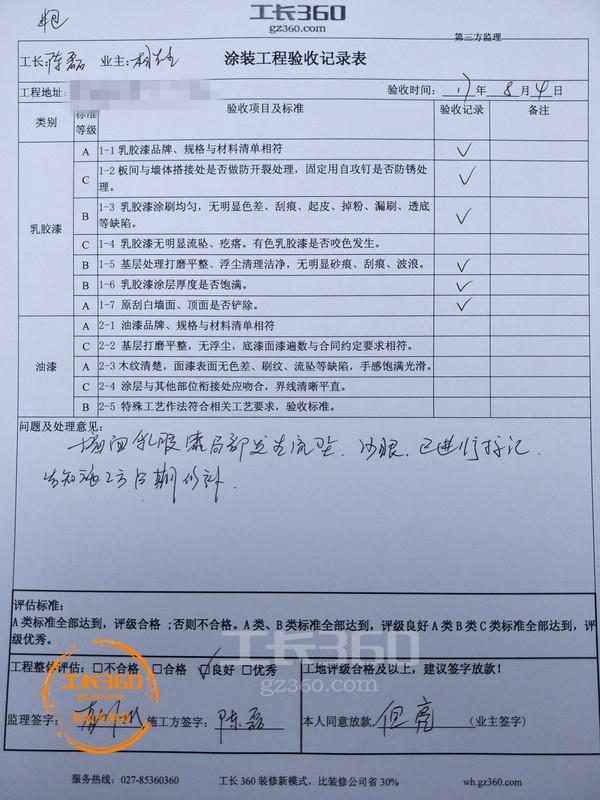 工长360
gz360.com
第三方监理
工长: 陈磊 业主:
涂装工程验收记录表
工程地址: 验收时间: 17 年 8 月 4 日
类别 标准等级 验收项目及标准 验收记录 备注
乳胶漆
A 1-1 乳胶漆品牌、规格与材料清单相符 ✓
C 1-2 板间与墙体搭接处是否做防开裂处理，固定用自攻钉是否防锈处
理。 ✓
B 1-3 乳胶漆涂刷均匀，无明显色差、刮痕、起皮、掉粉、漏刷、透底
等缺陷。 ✓
C 1-4 乳胶漆无明显流坠、疙瘩。有色乳胶漆是否咬色发生。
B 1-5 基层处理打磨平整、浮尘清理洁净，无明显砂痕、刮痕、波浪。 ✓
B 1-6 乳胶漆涂层厚度是否饱满。 ✓
A 1-7 原刮白墙面、顶面是否铲除。 ✓
油漆
A 2-1 油漆品牌、规格与材料清单相符
C 2-2 基层打磨平整，无浮尘，底漆面漆遍数与合同约定要求相符。
A 2-3 木纹清楚，面漆表面无色差、刷纹、流坠等缺陷，手感饱满光滑。
C 2-4 涂层与其他部位衔接处应吻合，界线清晰平直。
B 2-5 特殊工艺作法符合相关工艺要求，验收标准。
问题及处理意见:
墙面乳胶漆局部发生流坠、沙眼，已进行标记，
告知施工方后期修补。
评估标准:
A 类标准全部达到，评级合格 ;否则不合格。A 类、B 类标准全部达到，评级良好 A 类 B 类 C 类标准全部达到，评
级优秀。
工程整体评估: □不合格 □合格 ☑良好 □优秀 工地评级合格及以上，建议签字放款！
监理签字: 施工方签字: 陈磊 本人同意放款 但亮 (业主签字)
工长360
gz360.com
工长360
服务热线: 027-85360360 工长 360 装修新模式，比装修公司省 30% wh.gz360.com